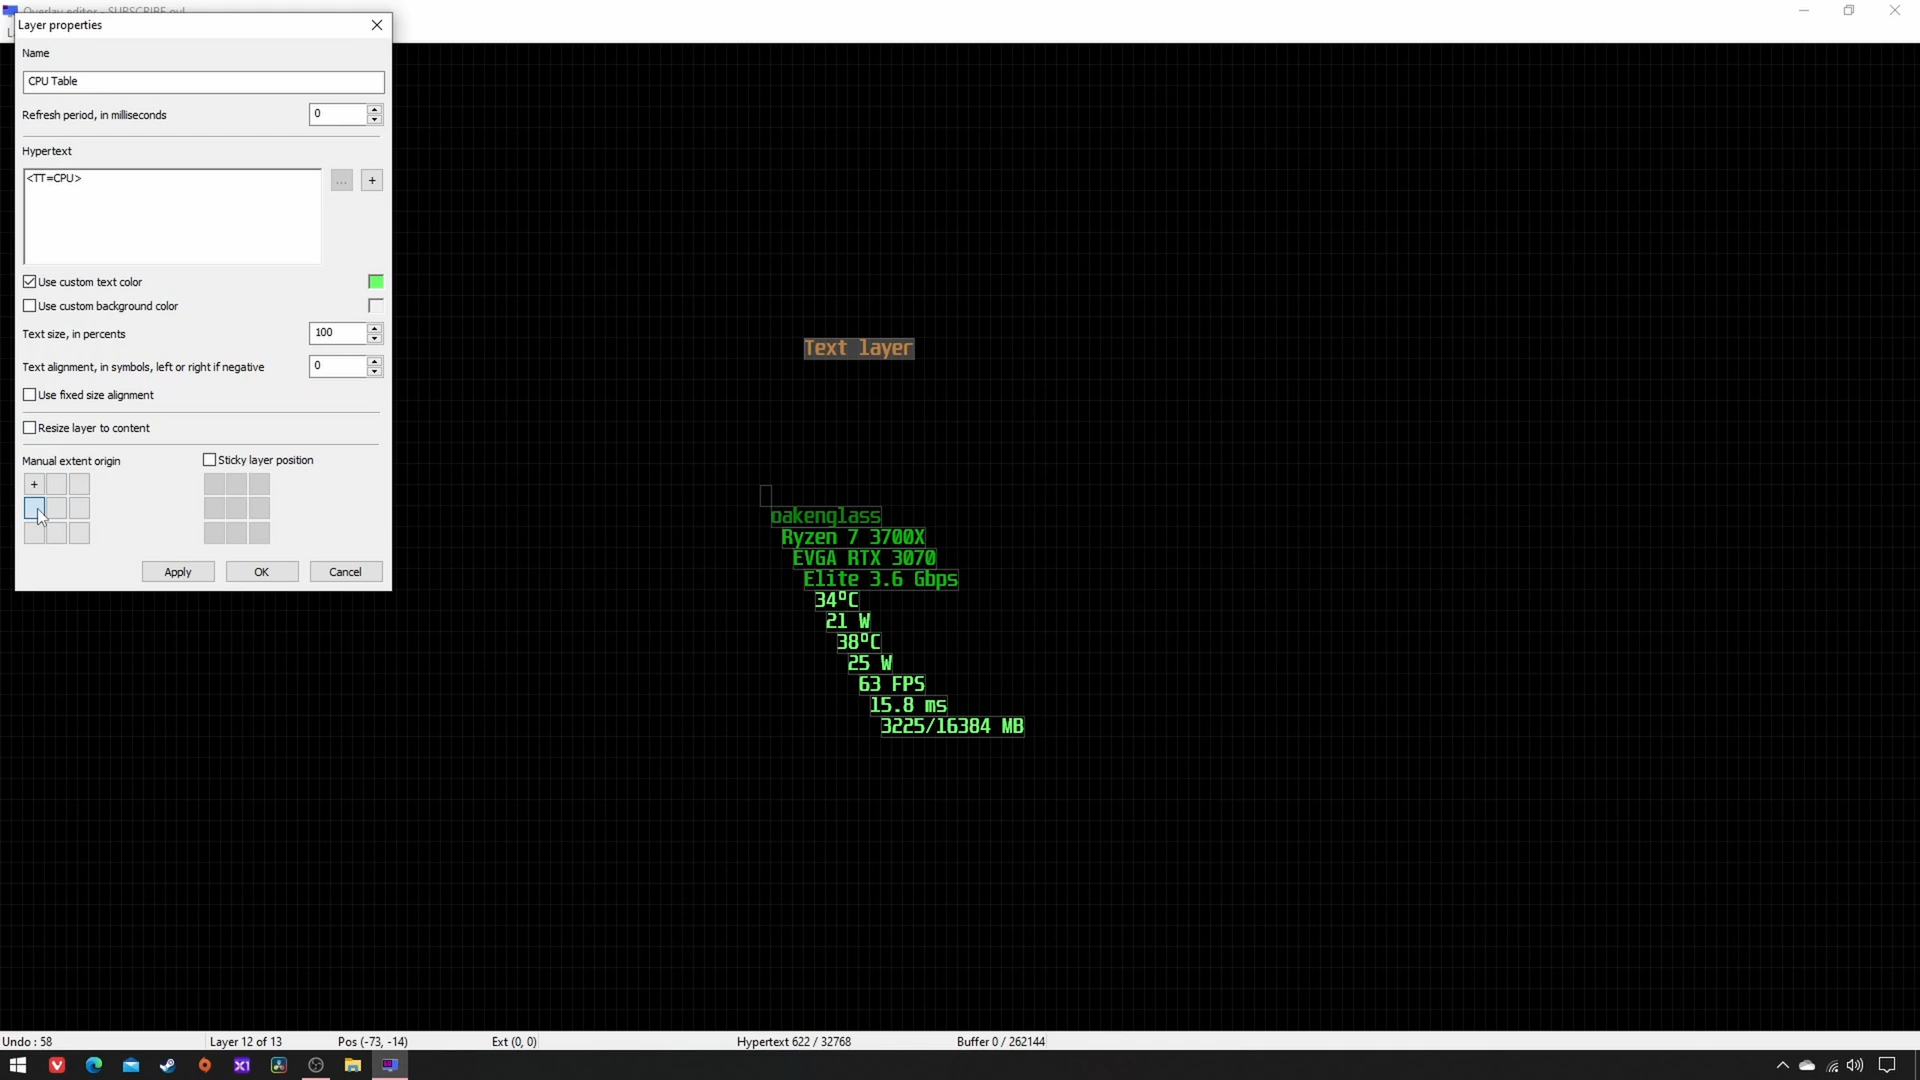 Overlay editor - SUBSCRIBE.ovl
Layer properties
Name
CPU Table
Refresh period, in milliseconds
0
Hypertext
<TT=CPU>
...
+
Use custom text color
Use custom background color
Text size, in percents
100
Text alignment, in symbols, left or right if negative
0
Use fixed size alignment
Resize layer to content
Manual extent origin
Sticky layer position
+
Apply
OK
Cancel
Text layer
oakenglass
Ryzen 7 3700X
EVGA RTX 3070
Elite 3.6 Gbps
34°C
21 W
38°C
25 W
63 FPS
15.8 ms
3225/16384 MB
Undo : 58
Layer 12 of 13
Pos (-73, -14)
Ext (0, 0)
Hypertext 622 / 32768
Buffer 0 / 262144
X1